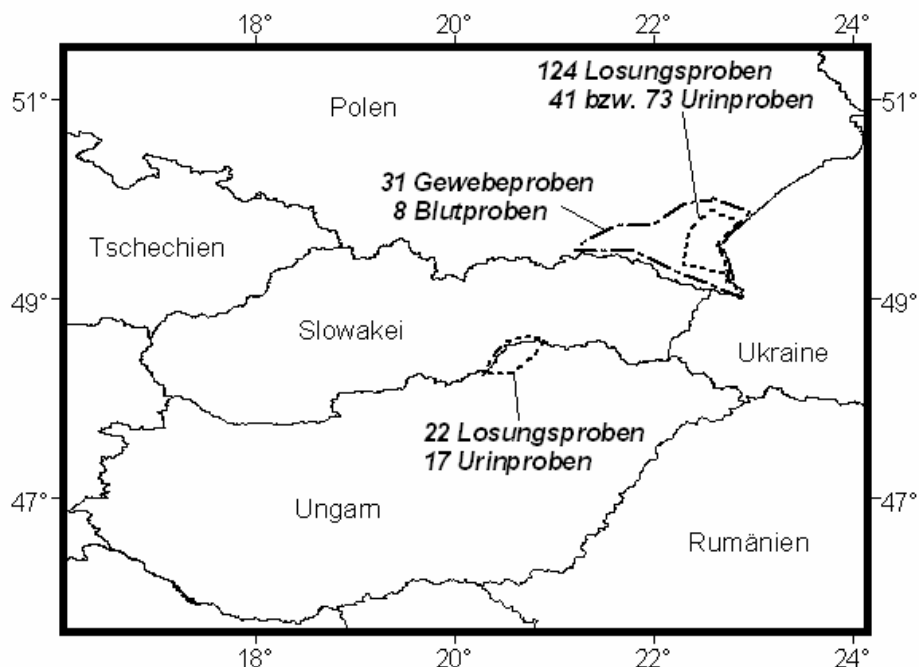 18°
20°
22°
24°
124 Losungsproben
41 bzw. 73 Urinproben
51°
51°
Polen
31 Gewebeproben
8 Blutproben
Tschechien
49°
49°
Slowakei
Ukraine
22 Losungsproben
17 Urinproben
47°
47°
Ungarn
Rumänien
18°
20°
22°
24°